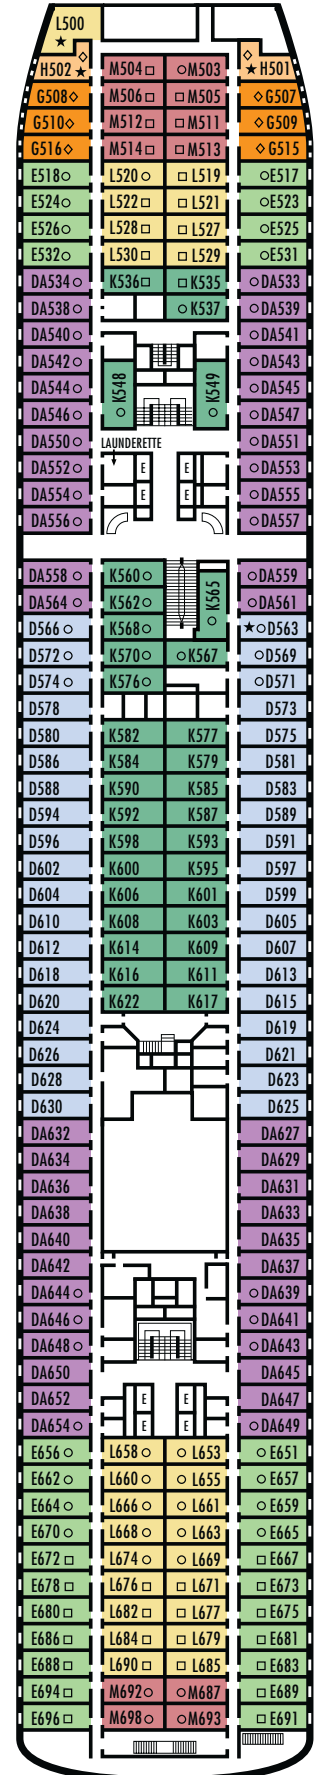 L500
★
◇ ◇
H502 ★ M504 □ ○ M503 ★ H501
G508 ◇ M506 □ □ M505 ◇ G507
G510 ◇ M512 □ □ M511 ◇ G509
G516 ◇ M514 □ □ M513 ◇ G515
E518 ○ L520 ○ □ L519 ○ E517
E524 ○ L522 □ □ L521 ○ E523
E526 ○ L528 □ □ L527 ○ E525
E532 ○ L530 □ □ L529 ○ E531
DA534 ○ K536 □ □ K535 ○ DA533
DA538 ○ ○ K537 ○ DA539
DA540 ○ ○ DA541
DA542 ○ ○ DA543
DA544 ○ ○ K548 ○ K549 ○ DA545
DA546 ○ ○ DA547
DA550 ○ LAUNDERETTE ○ DA551
DA552 ○ E E ○ DA553
DA554 ○ E E ○ DA555
DA556 ○ ○ DA557
DA558 ○ K560 ○ ○ DA559
DA564 ○ K562 ○ ○ K565 ○ DA561
D566 ○ K568 ○ ★ ○ D563
D572 ○ K570 ○ ○ K567 ○ D569
D574 ○ K576 ○ ○ D571
D578 D573
D580 K582 K577 D575
D586 K584 K579 D581
D588 K590 K585 D583
D594 K592 K587 D589
D596 K598 K593 D591
D602 K600 K595 D597
D604 K606 K601 D599
D610 K608 K603 D605
D612 K614 K609 D607
D618 K616 K611 D613
D620 K622 K617 D615
D624 D619
D626 D621
D628 D623
D630 D625
DA632 DA627
DA634 DA629
DA636 DA631
DA638 DA633
DA640 DA635
DA642 DA637
DA644 ○ ○ DA639
DA646 ○ ○ DA641
DA648 ○ ○ DA643
DA650 DA645
DA652 E E DA647
DA654 ○ E E ○ DA649
E656 ○ L658 ○ ○ L653 ○ E651
E662 ○ L660 ○ ○ L655 ○ E657
E664 ○ L666 ○ ○ L661 ○ E659
E670 ○ L668 ○ ○ L663 ○ E665
E672 □ L674 ○ ○ L669 □ E667
E678 □ L676 □ □ L671 □ E673
E680 □ L682 □ □ L677 □ E675
E686 □ L684 □ □ L679 □ E681
E688 □ L690 □ □ L685 □ E683
E694 □ M692 ○ ○ M687 □ E689
E696 □ M698 ○ ○ M693 □ E691